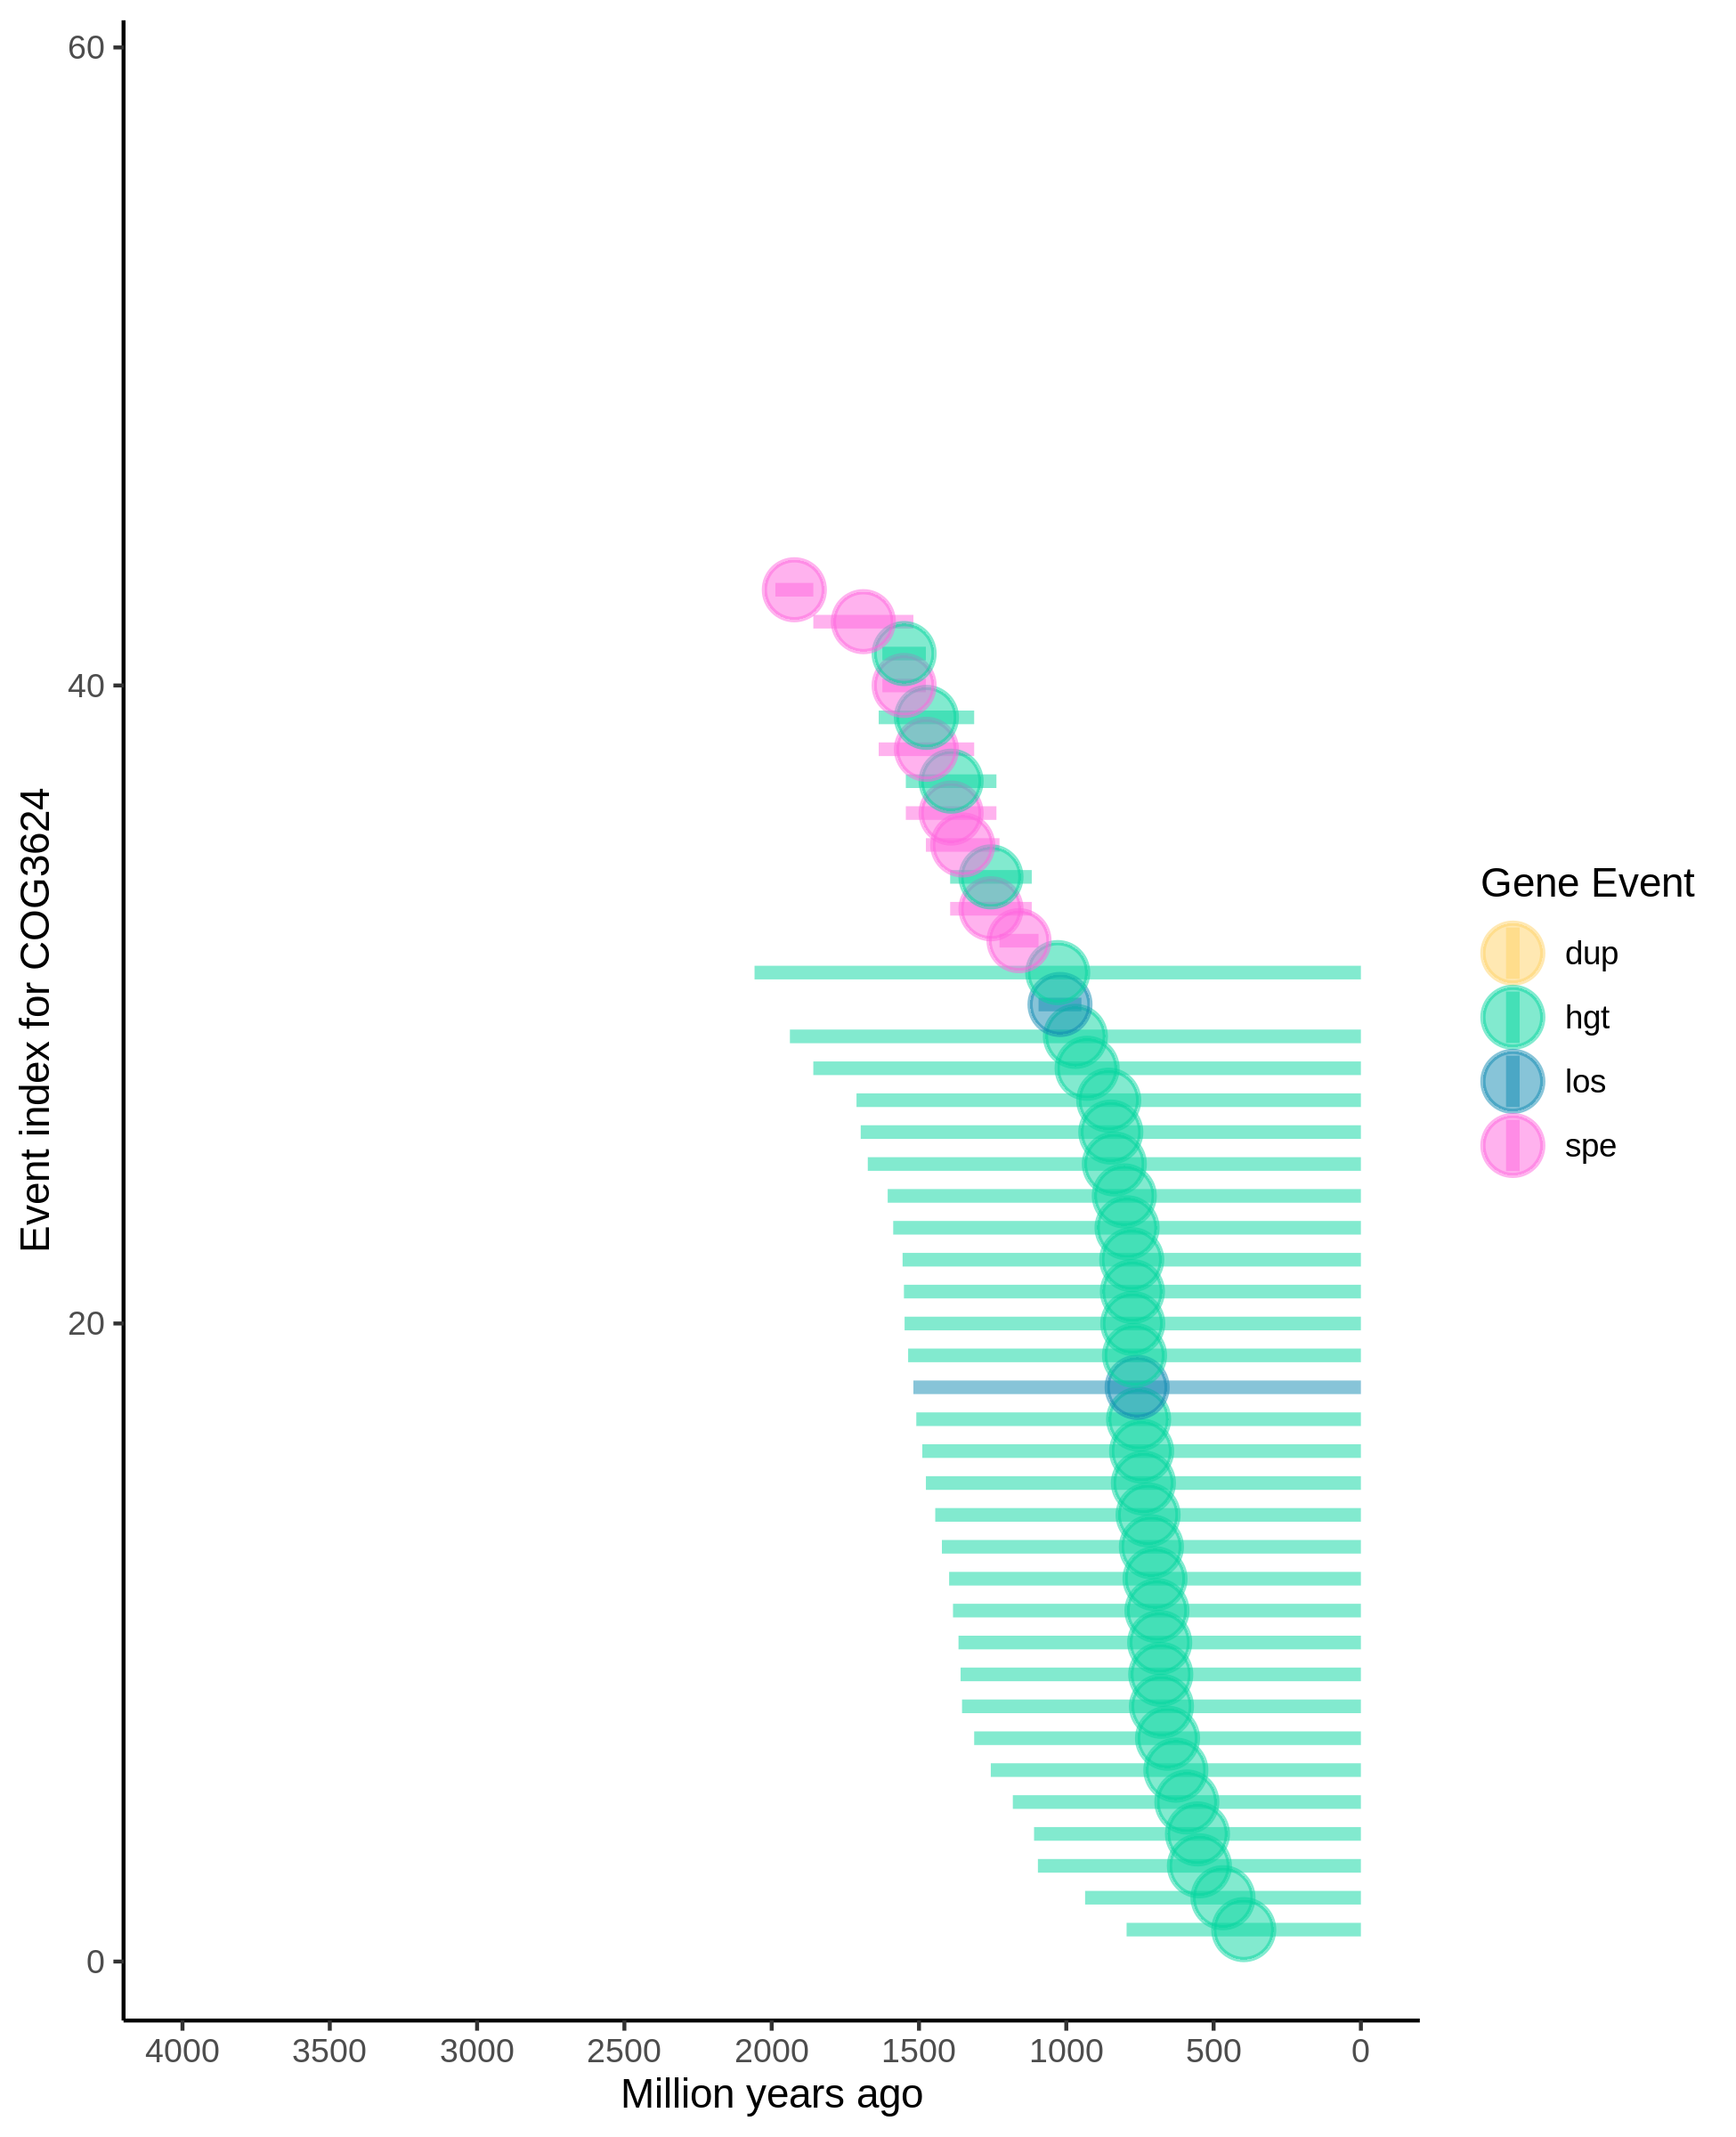 60
40
20
0
Event index for COG3624
4000 3500 3000 2500 2000 1500 1000 500 0
Million years ago
Gene Event
dup
hgt
los
spe